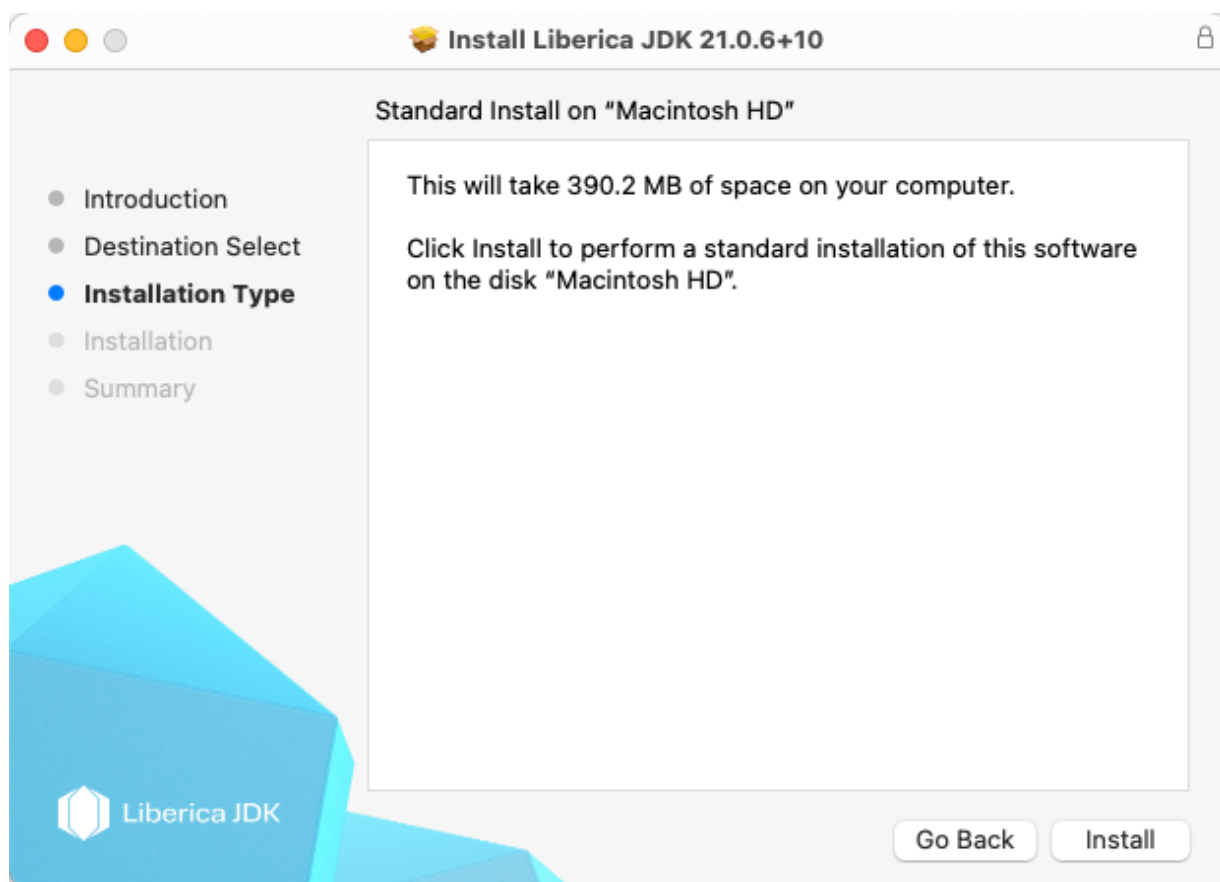 Install Liberica JDK 21.0.6+10
Standard Install on “Macintosh HD”
Introduction
Destination Select
Installation Type
Installation
Summary
This will take 390.2 MB of space on your computer.
Click Install to perform a standard installation of this software
on the disk “Macintosh HD”.
Liberica JDK
Go Back
Install